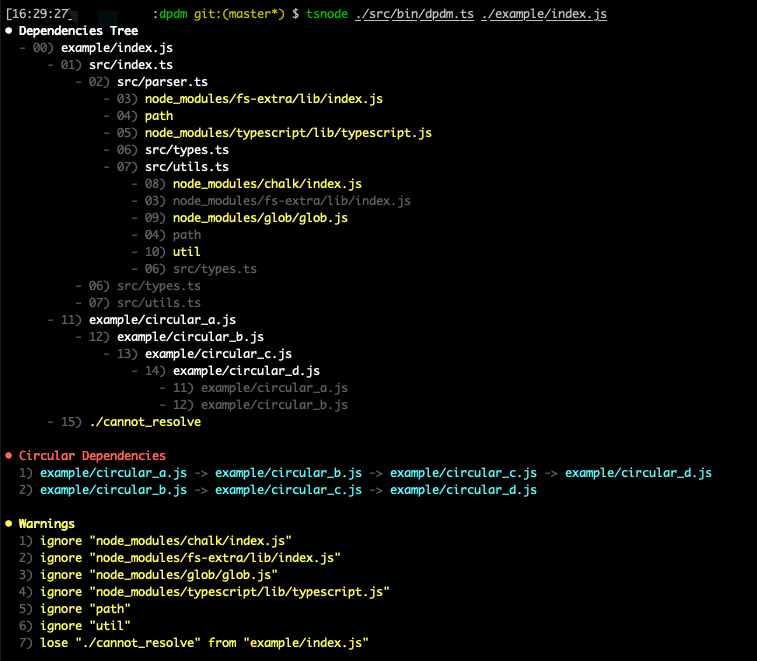 [16:29:27 :dpdm git:(master*) $ tsnode ./src/bin/dpdm.ts ./example/index.js
• Dependencies Tree
- 00) example/index.js
- 01) src/index.ts
- 02) src/parser.ts
- 03) node_modules/fs-extra/lib/index.js
- 04) path
- 05) node_modules/typescript/lib/typescript.js
- 06) src/types.ts
- 07) src/utils.ts
- 08) node_modules/chalk/index.js
- 03) node_modules/fs-extra/lib/index.js
- 09) node_modules/glob/glob.js
- 04) path
- 10) util
- 06) src/types.ts
- 06) src/types.ts
- 07) src/utils.ts
- 11) example/circular_a.js
- 12) example/circular_b.js
- 13) example/circular_c.js
- 14) example/circular_d.js
- 11) example/circular_a.js
- 12) example/circular_b.js
- 15) ./cannot_resolve
• Circular Dependencies
1) example/circular_a.js -> example/circular_b.js -> example/circular_c.js -> example/circular_d.js
2) example/circular_b.js -> example/circular_c.js -> example/circular_d.js
• Warnings
1) ignore "node_modules/chalk/index.js"
2) ignore "node_modules/fs-extra/lib/index.js"
3) ignore "node_modules/glob/glob.js"
4) ignore "node_modules/typescript/lib/typescript.js"
5) ignore "path"
6) ignore "util"
7) lose "./cannot_resolve" from "example/index.js"